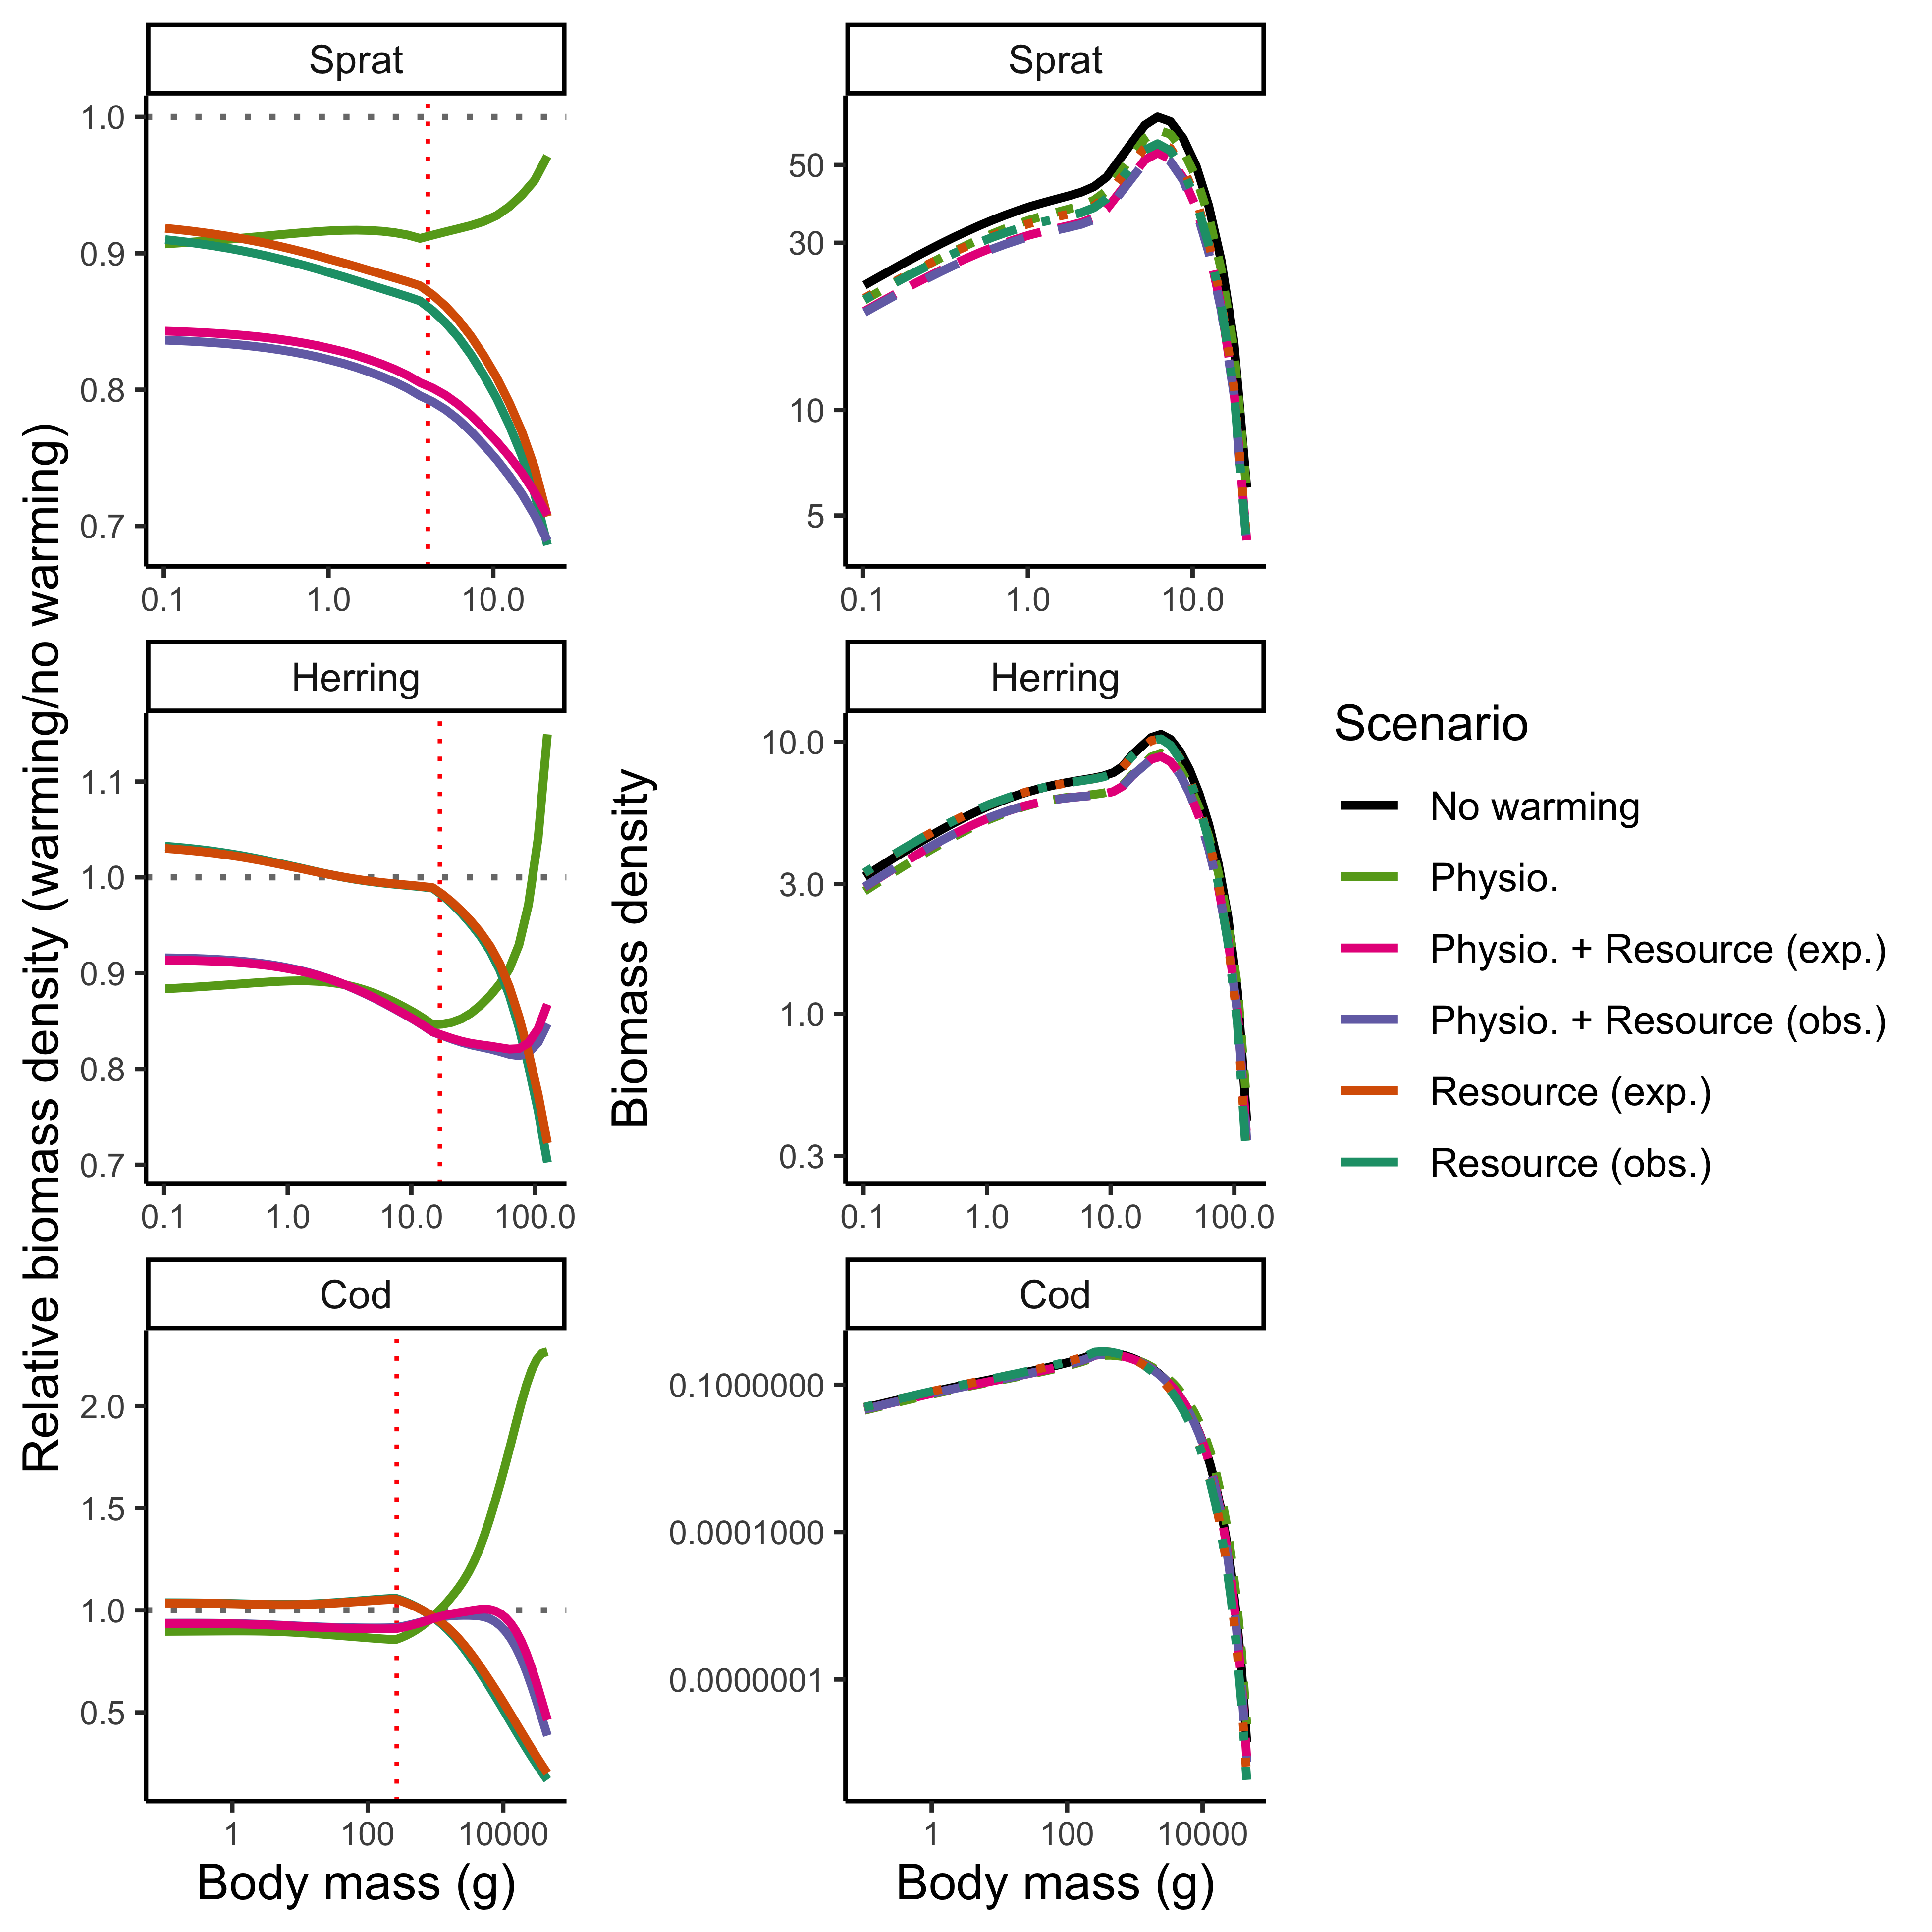 Relative biomass density (warming/no warming)
Sprat
1.0
0.9
0.8
0.7
0.1
1.0
10.0
Herring
1.1
1.0
0.9
0.8
0.7
0.1
1.0
10.0
100.0
Cod
2.0
1.5
1.0
0.5
1
100
10000
Body mass (g)
Biomass density
Sprat
50
30
10
5
0.1
1.0
10.0
Herring
10.0
3.0
1.0
0.3
0.1
1.0
10.0
100.0
Cod
0.1000000
0.0001000
0.0000001
1
100
10000
Body mass (g)
Scenario
No warming
Physio.
Physio. + Resource (exp.)
Physio. + Resource (obs.)
Resource (exp.)
Resource (obs.)